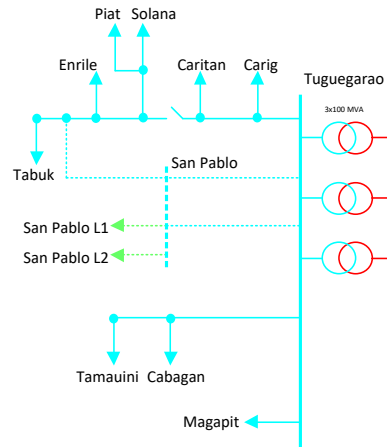 Piat Solana
Enrile
Caritan
Carig
Tuguegarao
3x100 MVA
Tabuk
San Pablo
San Pablo L1
San Pablo L2
Tamauini Cabagan
Magapit